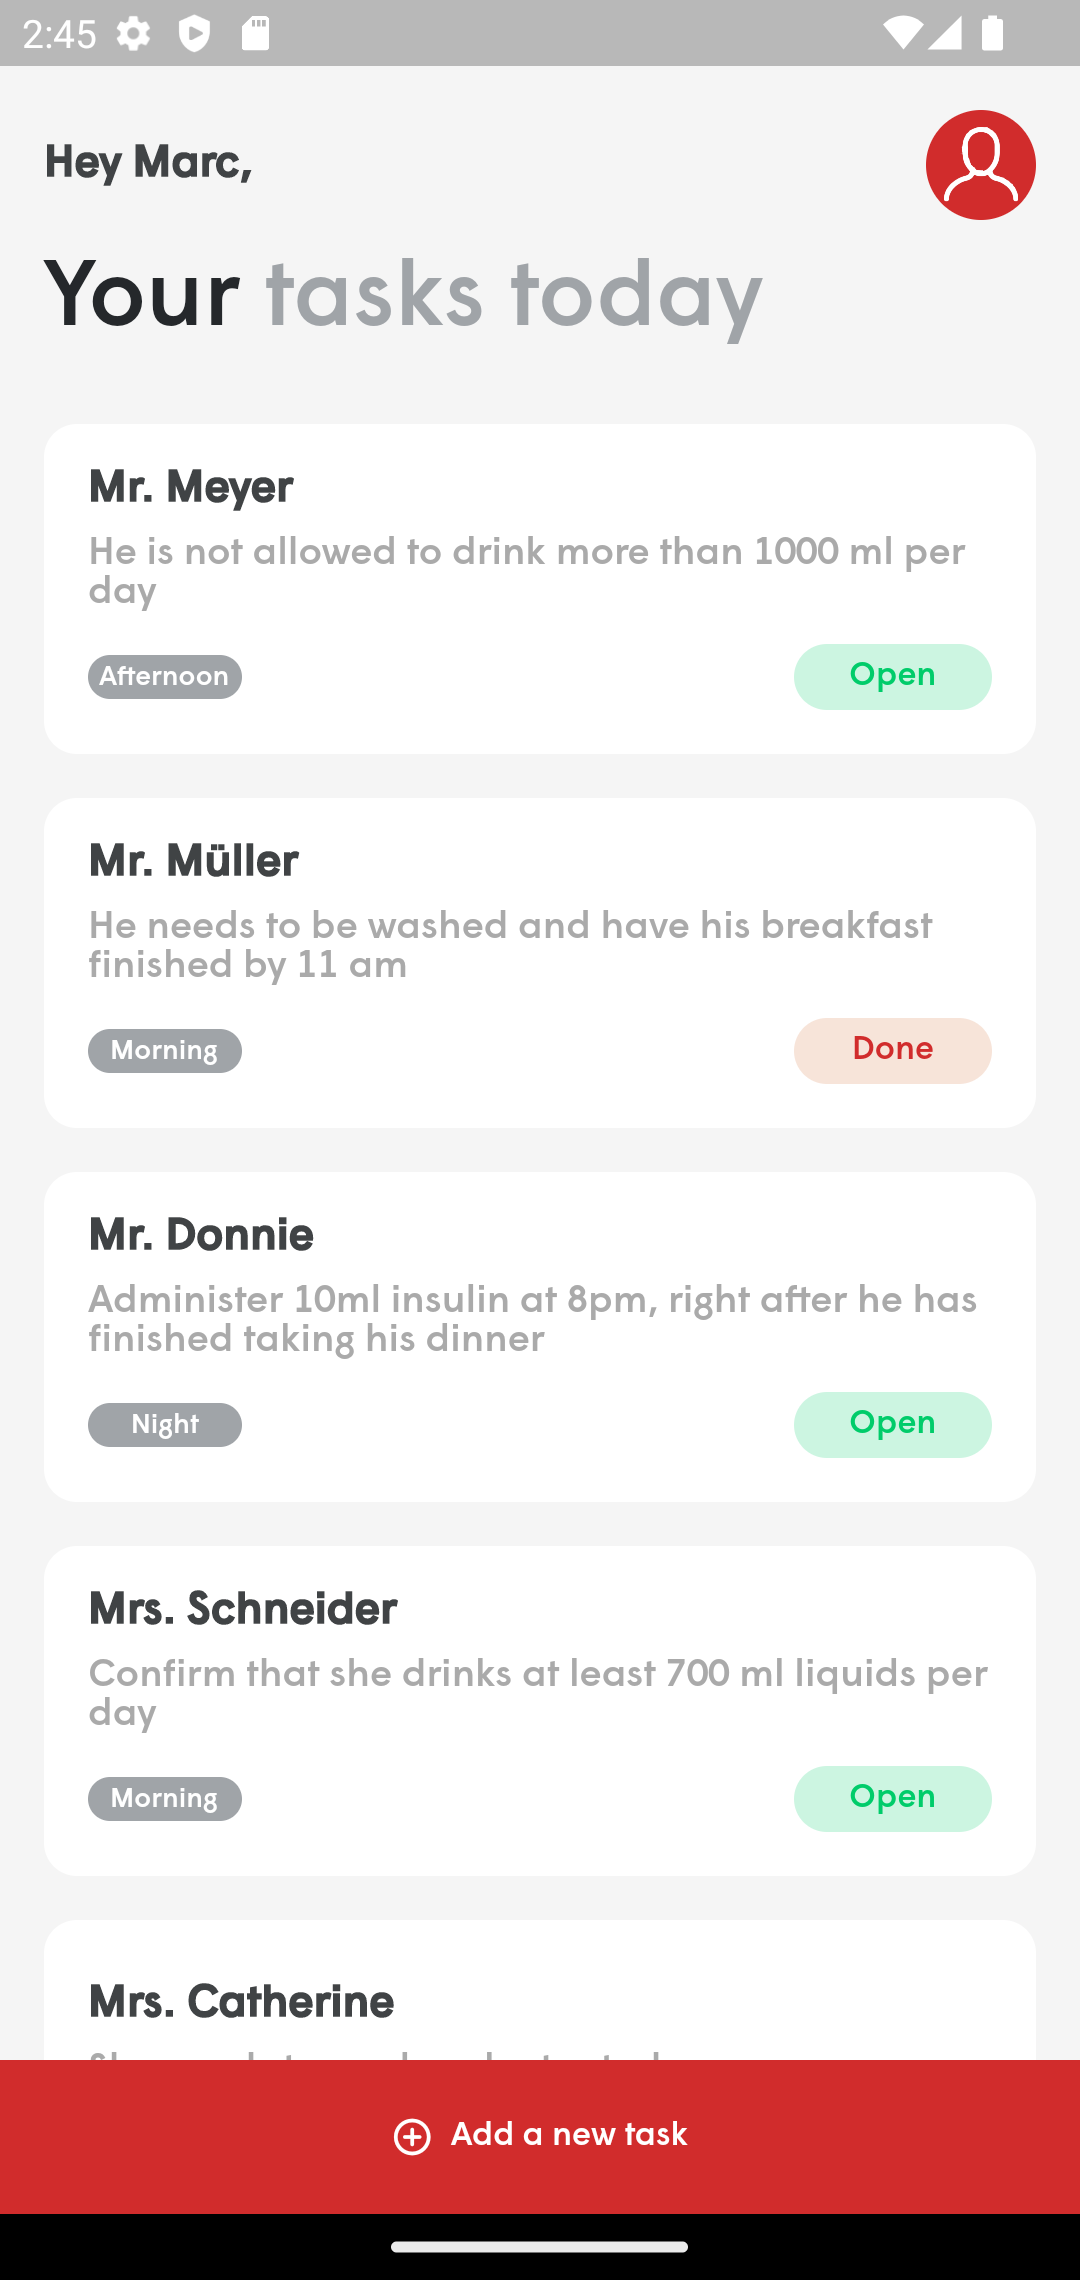 2:45
Hey Marc,
Your tasks today
Mr. Meyer
He is not allowed to drink more than 1000 ml per
day
Afternoon
Open
Mr. Müller
He needs to be washed and have his breakfast
finished by 11 am
Morning
Done
Mr. Donnie
Administer 10ml insulin at 8pm, right after he has
finished taking his dinner
Night
Open
Mrs. Schneider
Confirm that she drinks at least 700 ml liquids per
day
Morning
Open
Mrs. Catherine
Add a new task